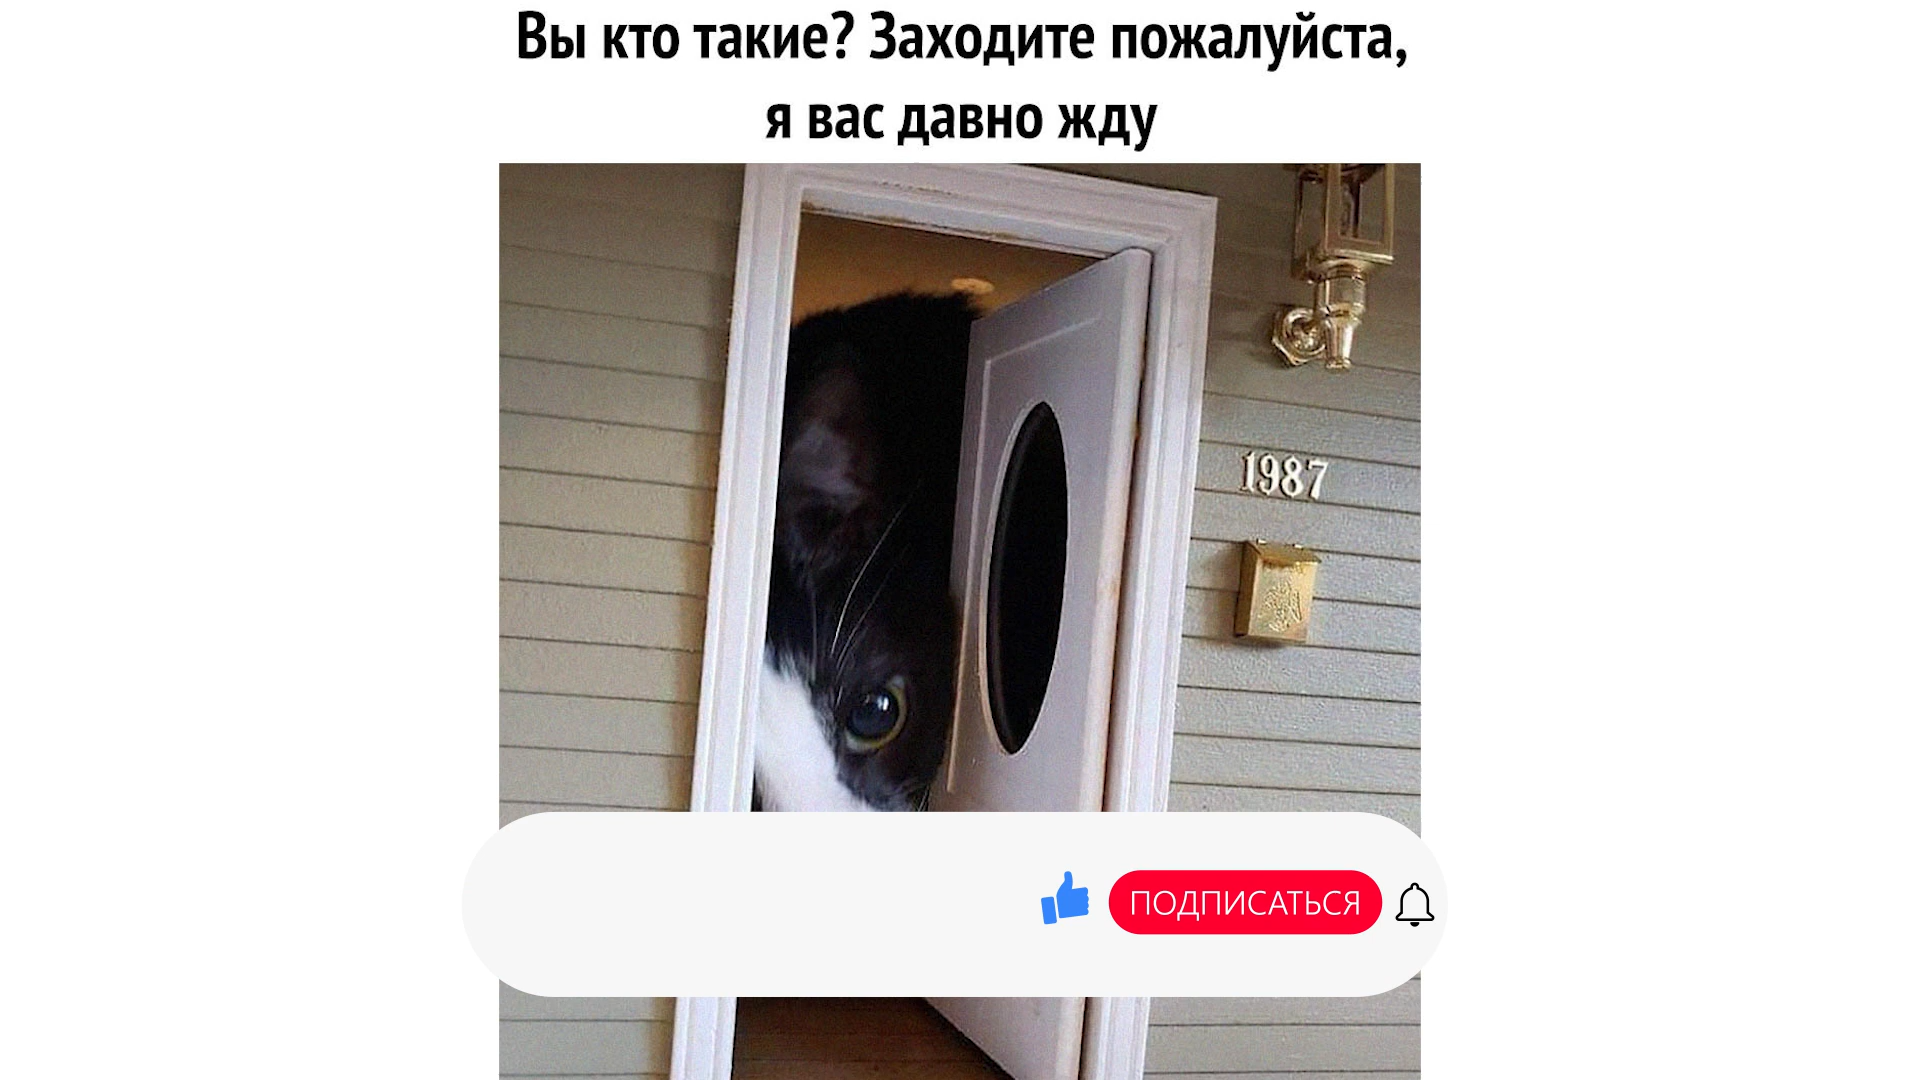 Вы кто такие? Заходите пожалуйста,
я вас давно жду
1987
ПОДПИСАТЬСЯ